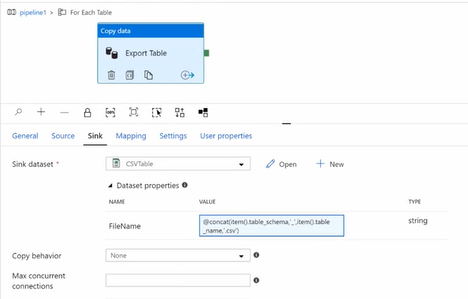 pipeline1 > For Each Table
Copy data
Export Table
General Source Sink Mapping Settings User properties
Sink dataset * CSVTable Open New
Dataset properties
NAME VALUE TYPE
FileName @concat(item().table_schema,'_',item().table
_name,'.csv') string
Copy behavior None
Max concurrent
connections